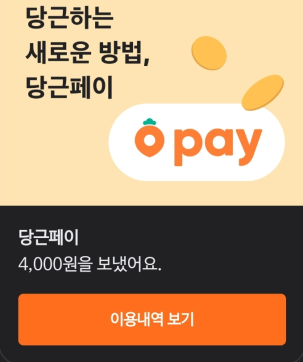 당근하는
새로운 방법,
당근페이
pay
당근페이
4,000원을 보냈어요.
이용내역 보기